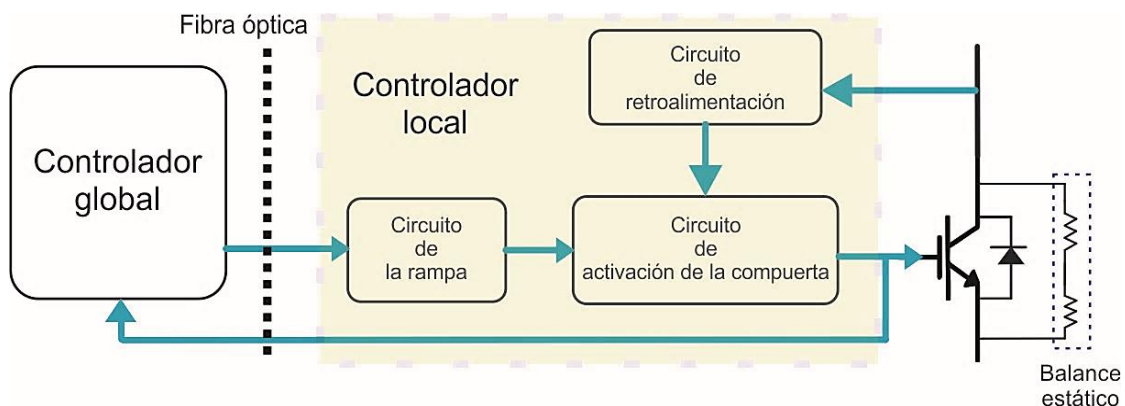 Fibra óptica
Controlador
global
Controlador
local
Circuito
de
retroalimentación
Circuito
de
la rampa
Circuito
de
activación de la compuerta
Balance
estático